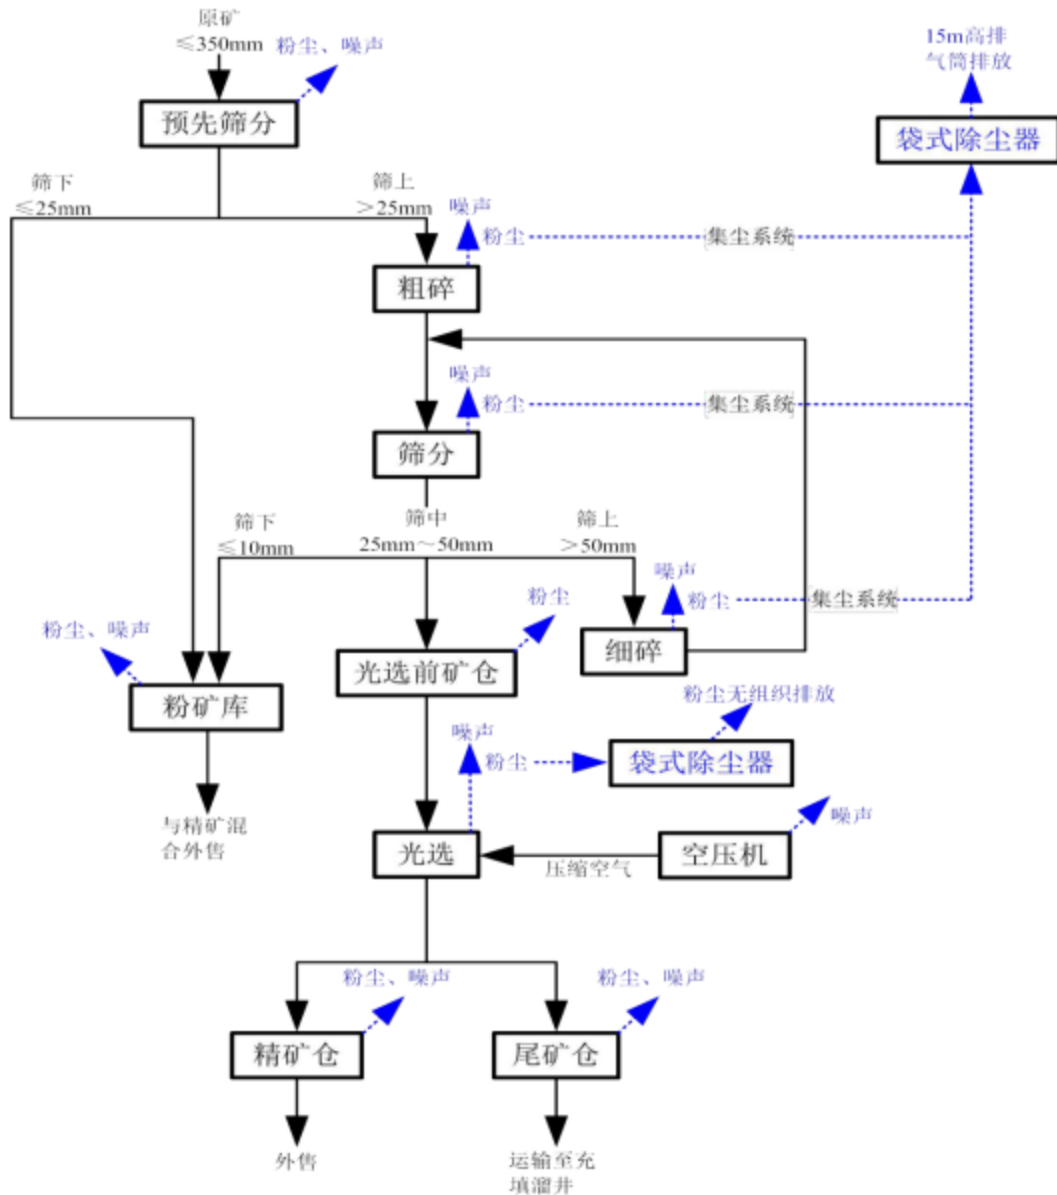 原矿
≤350mm
粉尘、噪声
15m高排
气筒排放
预先筛分
袋式除尘器
筛下
≤25mm
筛上
>25mm
噪声
粉尘
集尘系统
粗碎
噪声
粉尘
集尘系统
筛分
筛下
≤10mm
筛中
25mm～50mm
筛上
>50mm
噪声
粉尘
集尘系统
粉尘
粉尘、噪声
细碎
光选前矿仓
粉矿库
粉尘无组织排放
噪声
粉尘
袋式除尘器
噪声
与精矿混
合外售
光选
压缩空气
空压机
粉尘、噪声
粉尘、噪声
精矿仓
尾矿仓
外售
运输至充
填溜井